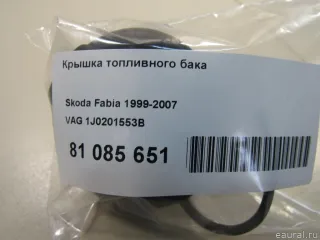 Крышка топливного бака
Skoda Fabia 1999-2007
VAG 1J0201553B
81 085 651
© eaural.ru